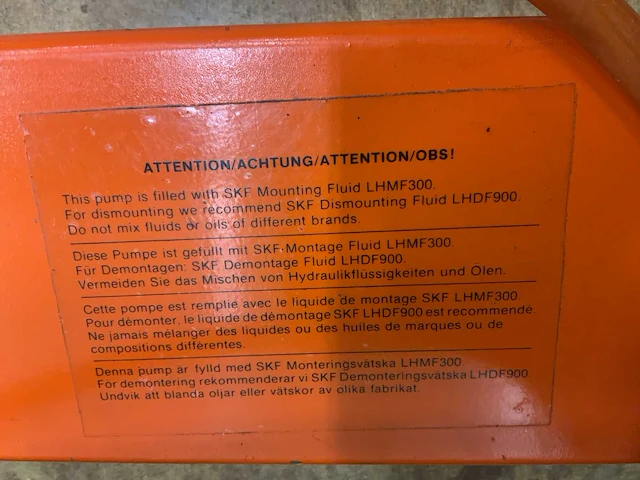 ATTENTION/ACHTUNG/ATTENTION/OBS!
This pump is filled with SKF Mounting Fluid LHMF300.
For dismounting we recommend SKF Dismounting Fluid LHDF900.
Do not mix fluids or oils of different brands.
Diese Pumpe ist gefüllt mit SKF-Montage Fluid LHMF300.
Für Demontagen: SKF Demontage Fluid LHDF900.
Vermeiden Sie das Mischen von Hydraulikflüssigkeiten und Ölen.
Cette pompe est remplie avec le liquide de montage SKF LHMF300.
Pour démonter, le liquide de démontage SKF LHDF900 est recommendé.
Ne jamais mélanger des liquides ou des huiles de marques ou de
compositions différentes.
Denna pump är fylld med SKF Monteringsvätska LHMF300.
För demontering rekommenderar vi SKF Demonteringsvätska LHDF900
Undvik att blanda oljar eller vätskor av olika fabrikat.